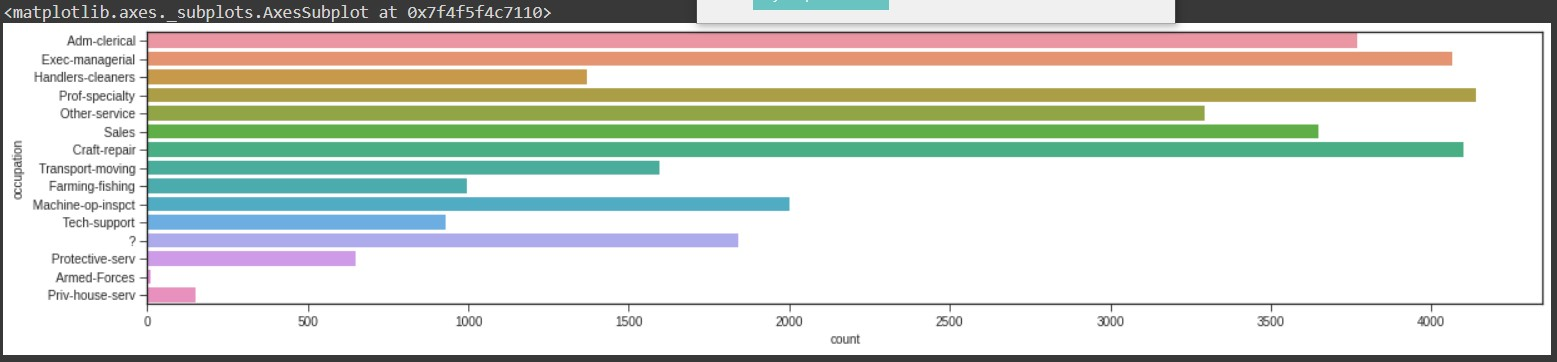 <matplotlib.axes._subplots.AxesSubplot at 0x7f4f5f4c7110>
Adm-clerical
Exec-managerial
Handlers-cleaners
Prof-specialty
Other-service
Sales
Craft-repair
Transport-moving
Farming-fishing
Machine-op-inspct
Tech-support
?
Protective-serv
Armed-Forces
Priv-house-serv
occupation
0 500 1000 1500 2000 2500 3000 3500 4000
count